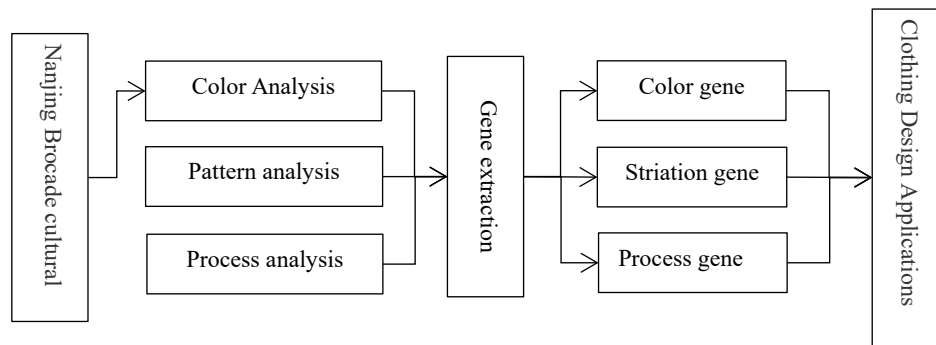 Nanjing Brocade cultural
Color Analysis
Pattern analysis
Process analysis
Gene extraction
Color gene
Striation gene
Process gene
Clothing Design Applications